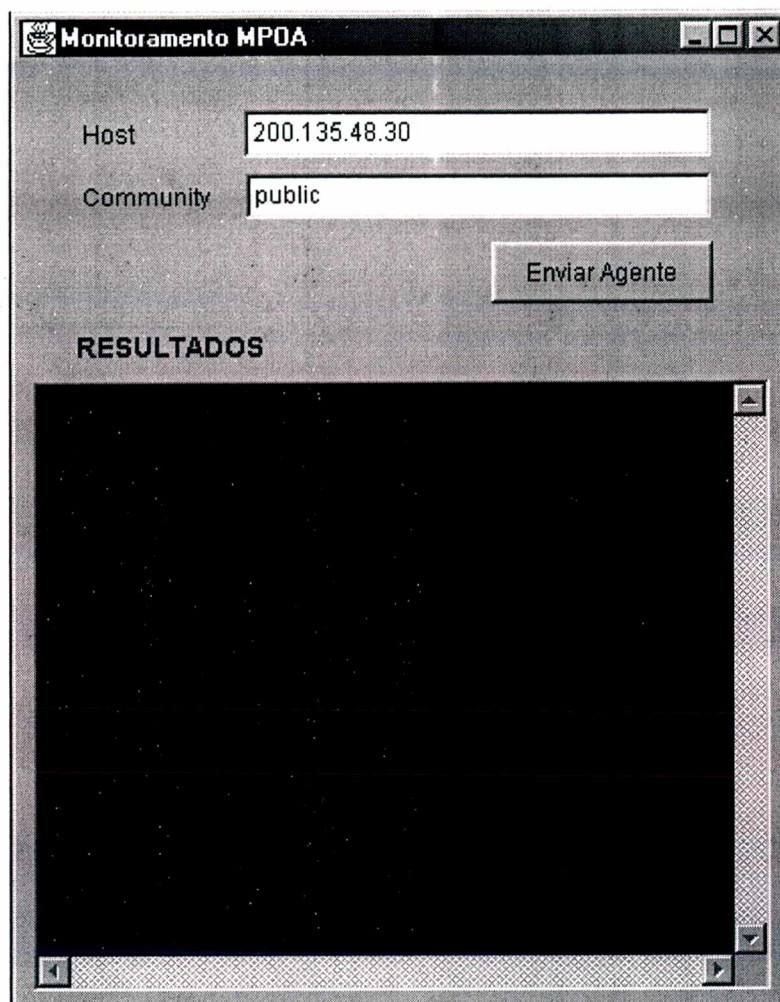 Monitoramento MPOA
Host 200.135.48.30
Community public
Enviar Agente
RESULTADOS